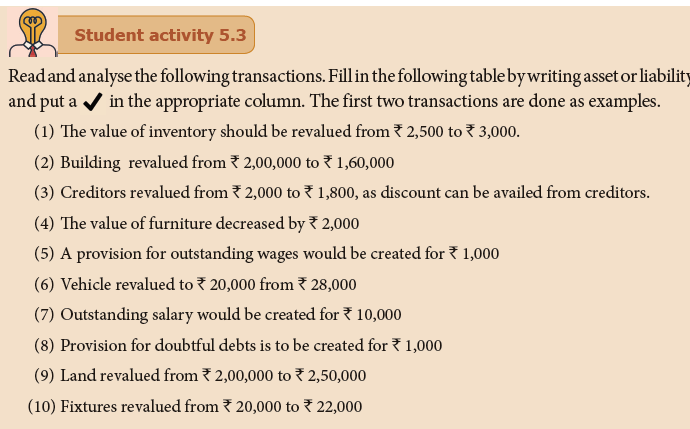 Student activity 5.3
Read and analyse the following transactions. Fill in the following table by writing asset or liability
and put a ✔ in the appropriate column. The first two transactions are done as examples.
(1) The value of inventory should be revalued from ₹ 2,500 to ₹ 3,000.
(2) Building revalued from ₹ 2,00,000 to ₹ 1,60,000
(3) Creditors revalued from ₹ 2,000 to ₹ 1,800, as discount can be availed from creditors.
(4) The value of furniture decreased by ₹ 2,000
(5) A provision for outstanding wages would be created for ₹ 1,000
(6) Vehicle revalued to ₹ 20,000 from ₹ 28,000
(7) Outstanding salary would be created for ₹ 10,000
(8) Provision for doubtful debts is to be created for ₹ 1,000
(9) Land revalued from ₹ 2,00,000 to ₹ 2,50,000
(10) Fixtures revalued from ₹ 20,000 to ₹ 22,000